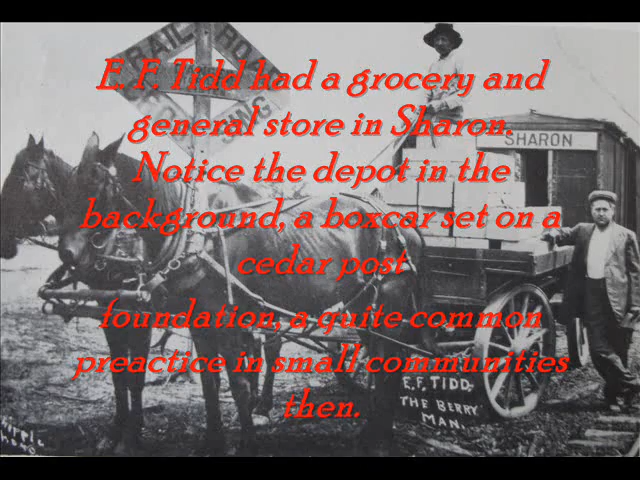 RAIL ROAD
E. F. Tidd had a grocery and
general store in Sharon.
SHARON
Notice the depot in the
background, a boxcar set on a
cedar post
foundation, a quite common
preactice in small communities
then.
E.F. TIDD-
THE BERRY
MAN.